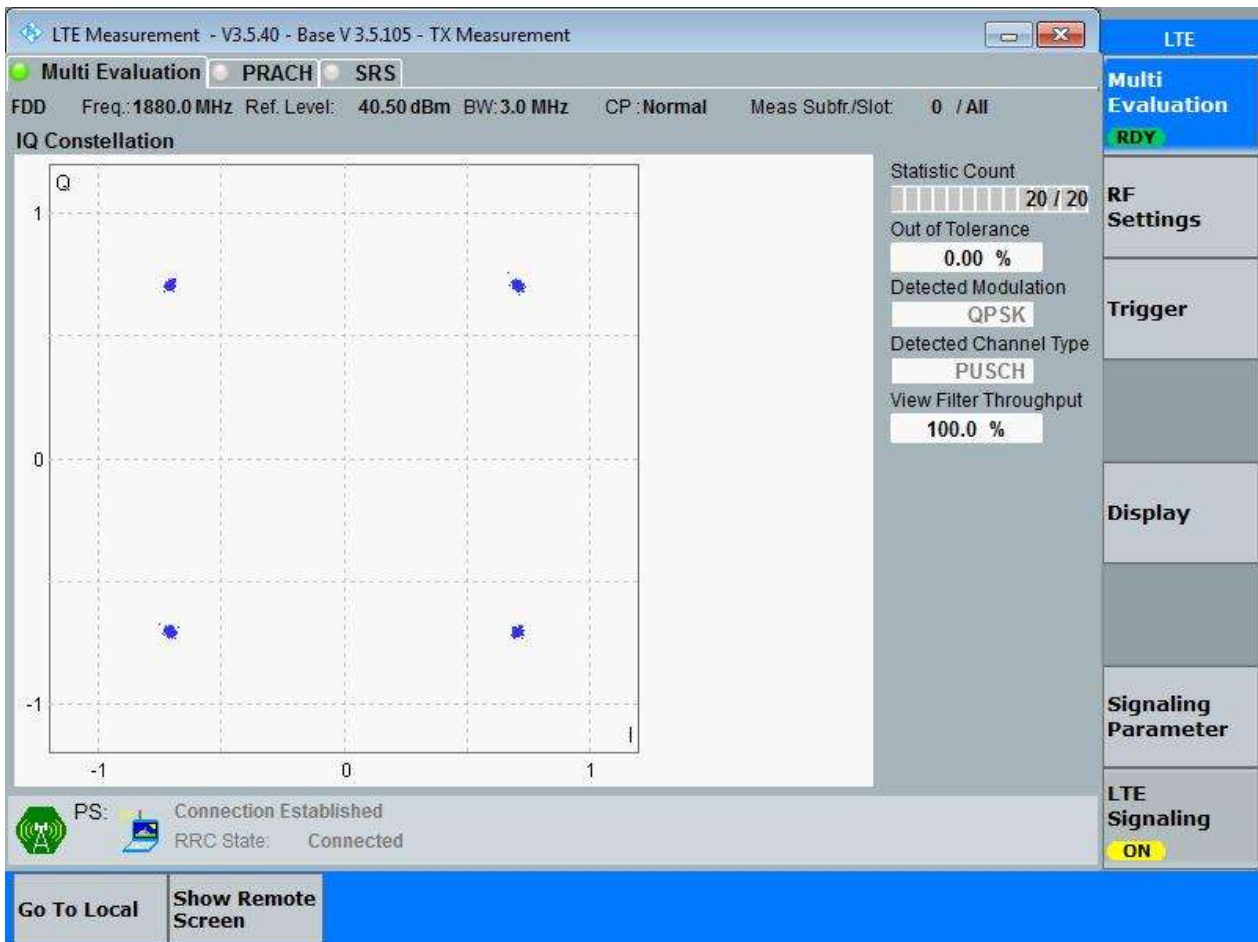 LTE Measurement - V3.5.40 - Base V 3.5.105 - TX Measurement
LTE
Multi Evaluation PRACH SRS
FDD Freq.: 1880.0 MHz Ref. Level: 40.50 dBm BW: 3.0 MHz CP : Normal Meas Subfr./Slot: 0 / All
IQ Constellation
Q
1
0
-1
I
-1 0 1
Statistic Count
20 / 20
Out of Tolerance
0.00 %
Detected Modulation
QPSK
Detected Channel Type
PUSCH
View Filter Throughput
100.0 %
PS: Connection Established
RRC State: Connected
Multi
Evaluation
RDY
RF
Settings
Trigger
Display
Signaling
Parameter
LTE
Signaling
ON
Go To Local
Show Remote
Screen